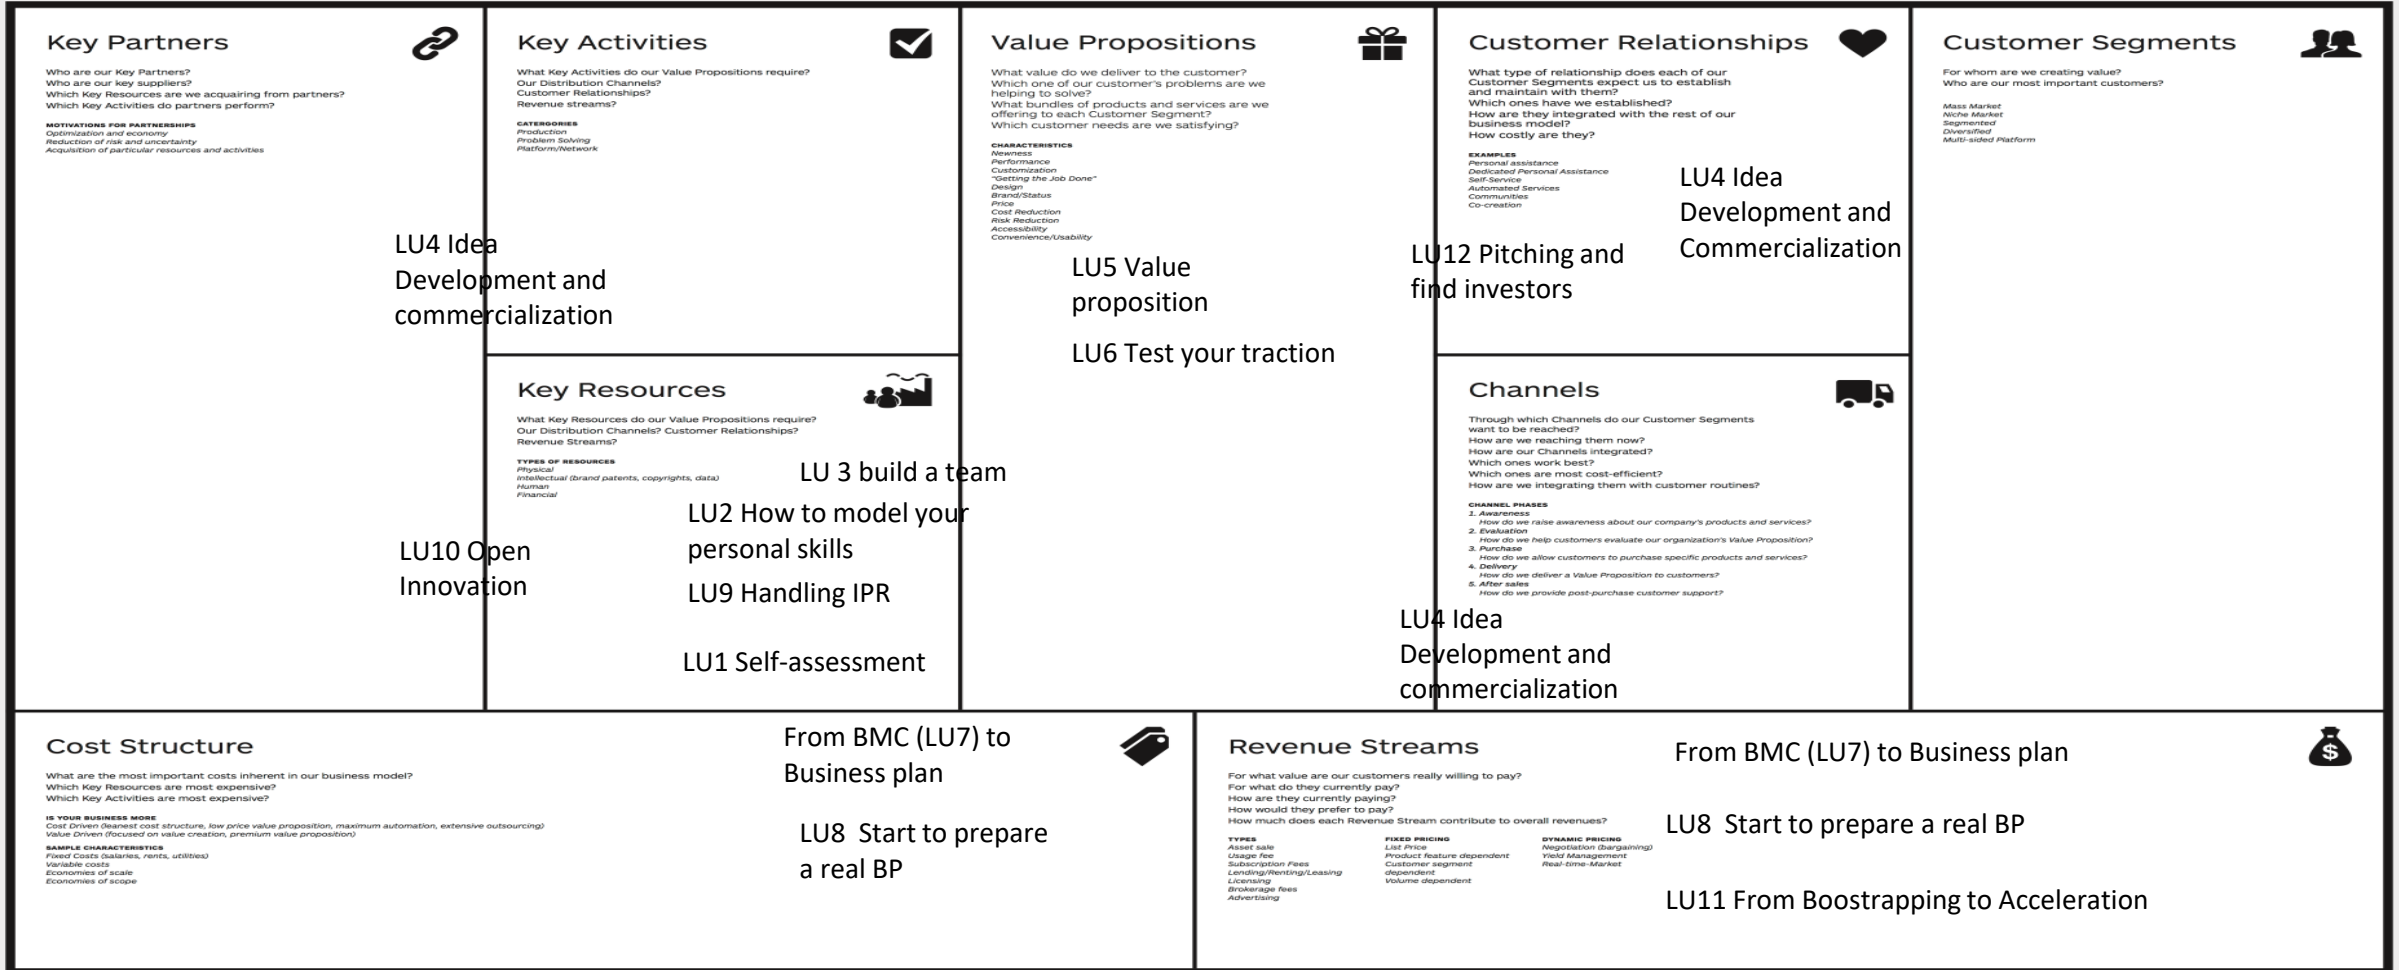 Key Partners
Who are our Key Partners?
Who are our key suppliers?
Which Key Resources are we acquairing from partners?
Which Key Activities do partners perform?
MOTIVATIONS FOR PARTNERSHIPS
Optimization and economy
Reduction of risk and uncertainty
Acquisition of particular resources and activities
LU4 Idea
Development and
commercialization
LU10 Open
Innovation
Key Activities
What Key Activities do our Value Propositions require?
Our Distribution Channels?
Customer Relationships?
Revenue streams?
CATERGORIES
Production
Problem Solving
Platform/Network
Key Resources
What Key Resources do our Value Propositions require?
Our Distribution Channels? Customer Relationships?
Revenue Streams?
TYPES OF RESOURCES
Physical
Intellectual (brand patents, copyrights, data)
Human
Financial
LU 3 build a team
LU2 How to model your
personal skills
LU9 Handling IPR
LU1 Self-assessment
Value Propositions
What value do we deliver to the customer?
Which one of our customer's problems are we
helping to solve?
What bundles of products and services are we
offering to each Customer Segment?
Which customer needs are we satisfying?
CHARACTERISTICS
Newness
Performance
Customization
"Getting the Job Done"
Design
Brand/Status
Price
Cost Reduction
Risk Reduction
Accessibility
Convenience/Usability
LU5 Value
proposition
LU6 Test your traction
Customer Relationships
What type of relationship does each of our
Customer Segments expect us to establish
and maintain with them?
Which ones have we established?
How are they integrated with the rest of our
business model?
How costly are they?
EXAMPLES
Personal assistance
Dedicated Personal Assistance
Self-Service
Automated Services
Communities
Co-creation
LU4 Idea
Development and
Commercialization
LU12 Pitching and
find investors
Channels
Through which Channels do our Customer Segments
want to be reached?
How are we reaching them now?
How are our Channels integrated?
Which ones work best?
Which ones are most cost-efficient?
How are we integrating them with customer routines?
CHANNEL PHASES
1. Awareness
How do we raise awareness about our company's products and services?
2. Evaluation
How do we help customers evaluate our organization's Value Proposition?
3. Purchase
How do we allow customers to purchase specific products and services?
4. Delivery
How do we deliver a Value Proposition to customers?
5. After sales
How do we provide post-purchase customer support?
LU4 Idea
Development and
commercialization
Customer Segments
For whom are we creating value?
Who are our most important customers?
Mass Market
Niche Market
Segmented
Diversified
Multi-sided Platform
Cost Structure
What are the most important costs inherent in our business model?
Which Key Resources are most expensive?
Which Key Activities are most expensive?
IS YOUR BUSINESS MORE
Cost Driven (leanest cost structure, low price value proposition, maximum automation, extensive outsourcing)
Value Driven (focused on value creation, premium value proposition)
SAMPLE CHARACTERISTICS
Fixed Costs (salaries, rents, utilities)
Variable costs
Economies of scale
Economies of scope
From BMC (LU7) to
Business plan
LU8 Start to prepare
a real BP
Revenue Streams
For what value are our customers really willing to pay?
For what do they currently pay?
How are they currently paying?
How would they prefer to pay?
How much does each Revenue Stream contribute to overall revenues?
TYPES
Asset sale
Usage fee
Subscription Fees
Lending/Renting/Leasing
Licensing
Brokerage fees
Advertising
FIXED PRICING
List Price
Product feature dependent
Customer segment
dependent
Volume dependent
DYNAMIC PRICING
Negotiation (bargaining)
Yield Management
Real-time-Market
From BMC (LU7) to Business plan
LU8 Start to prepare a real BP
LU11 From Boostrapping to Acceleration
$